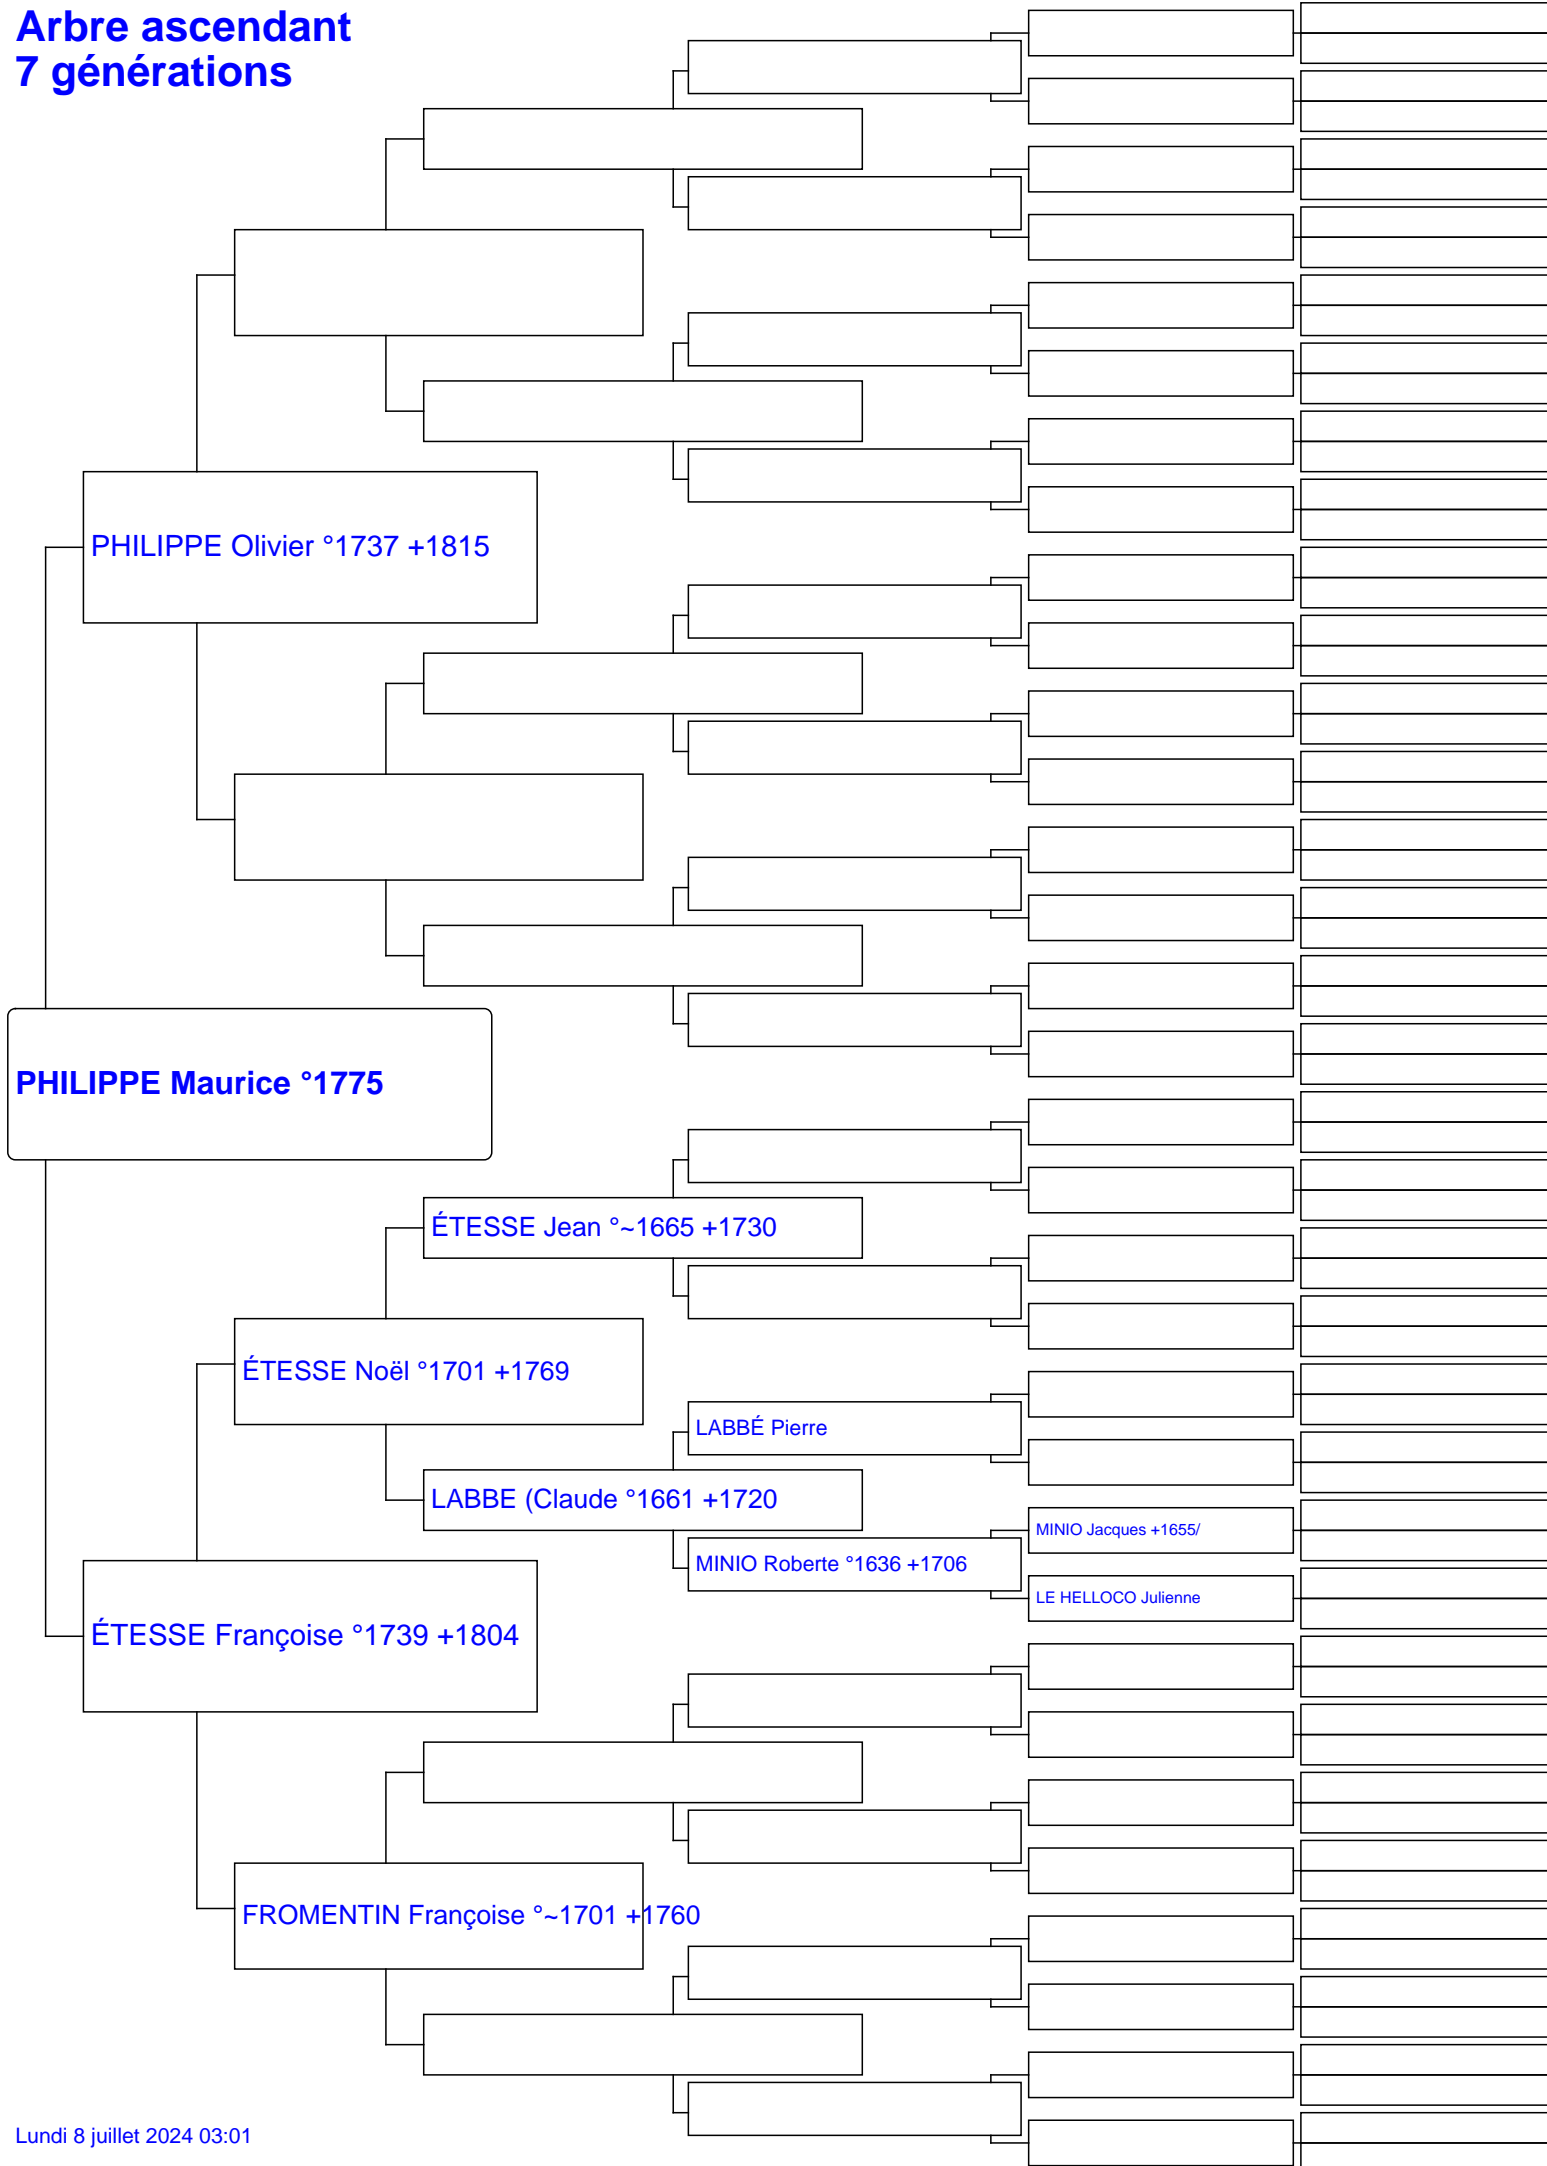 Arbre ascendant
7 générations
PHILIPPE Olivier °1737 +1815
PHILIPPE Maurice °1775
ÉTESSE Jean °~1665 +1730
ÉTESSE Noël °1701 +1769
LABBÉ Pierre
LABBE (Claude °1661 +1720
MINIO Jacques +1655/
MINIO Roberte °1636 +1706
LE HELLOCO Julienne
ÉTESSE Françoise °1739 +1804
FROMENTIN Françoise °~1701 +1760
Lundi 8 juillet 2024 03:01